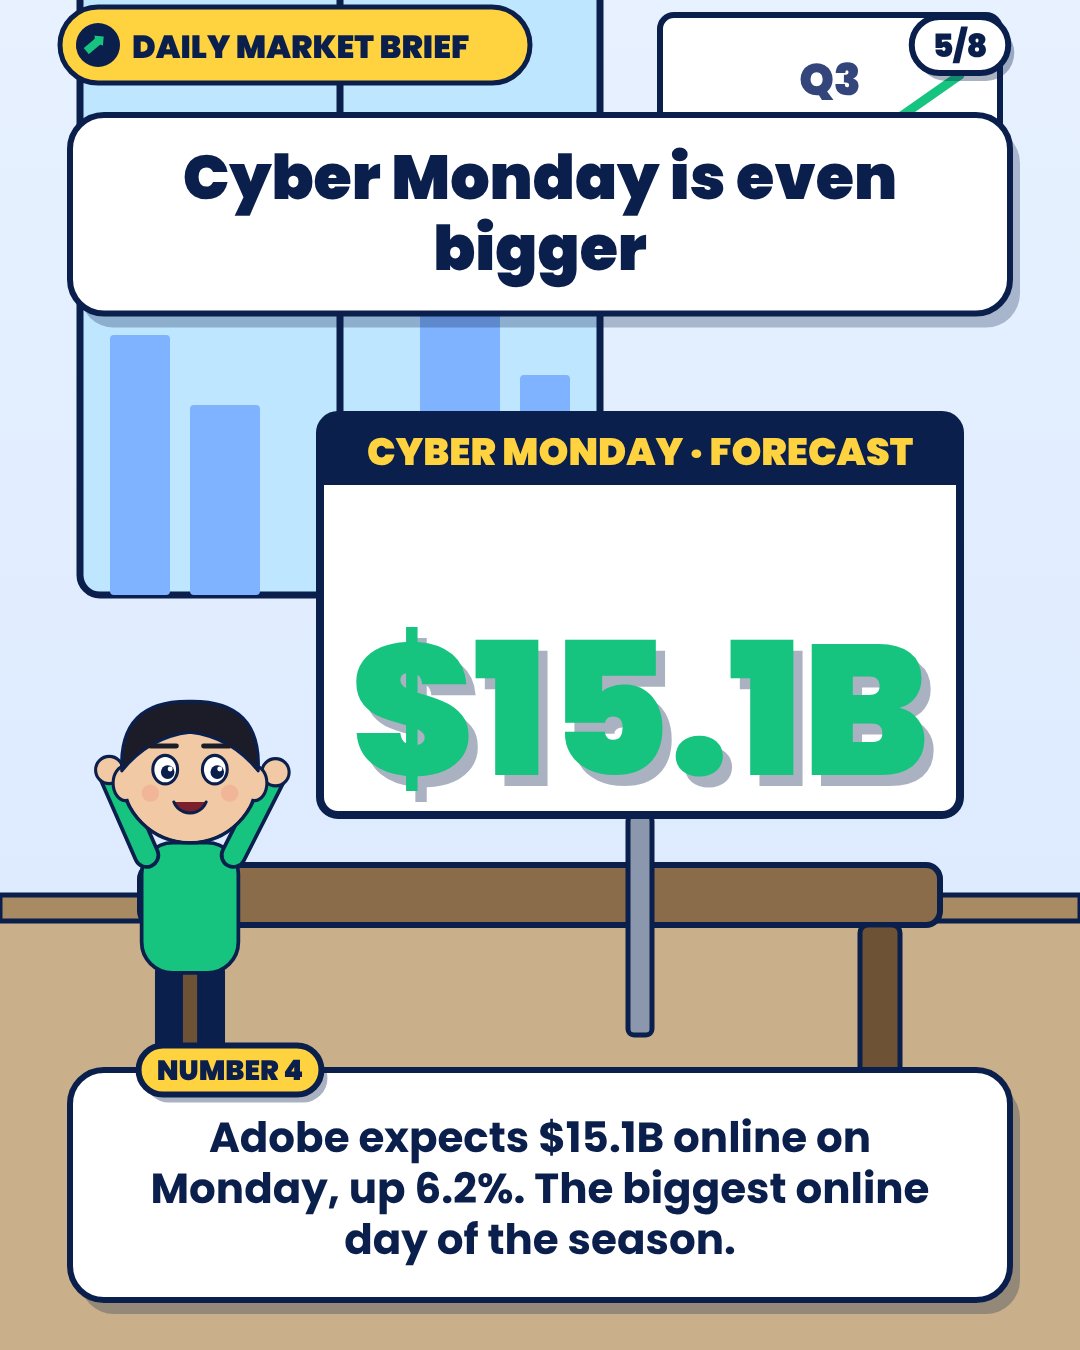 DAILY MARKET BRIEF
5/8
Q3
Cyber Monday is even
bigger
CYBER MONDAY • FORECAST
$15.1B
NUMBER 4
Adobe expects $15.1B online on
Monday, up 6.2%. The biggest online
day of the season.